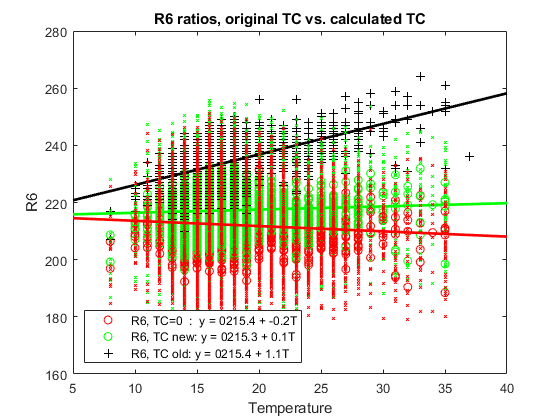 R6 ratios, original TC vs. calculated TC
280
260
240
220
200
180
160
R6
R6, TC=0 : y = 0215.4 + -0.2T
R6, TC new: y = 0215.3 + 0.1T
R6, TC old: y = 0215.4 + 1.1T
5 10 15 20 25 30 35 40
Temperature